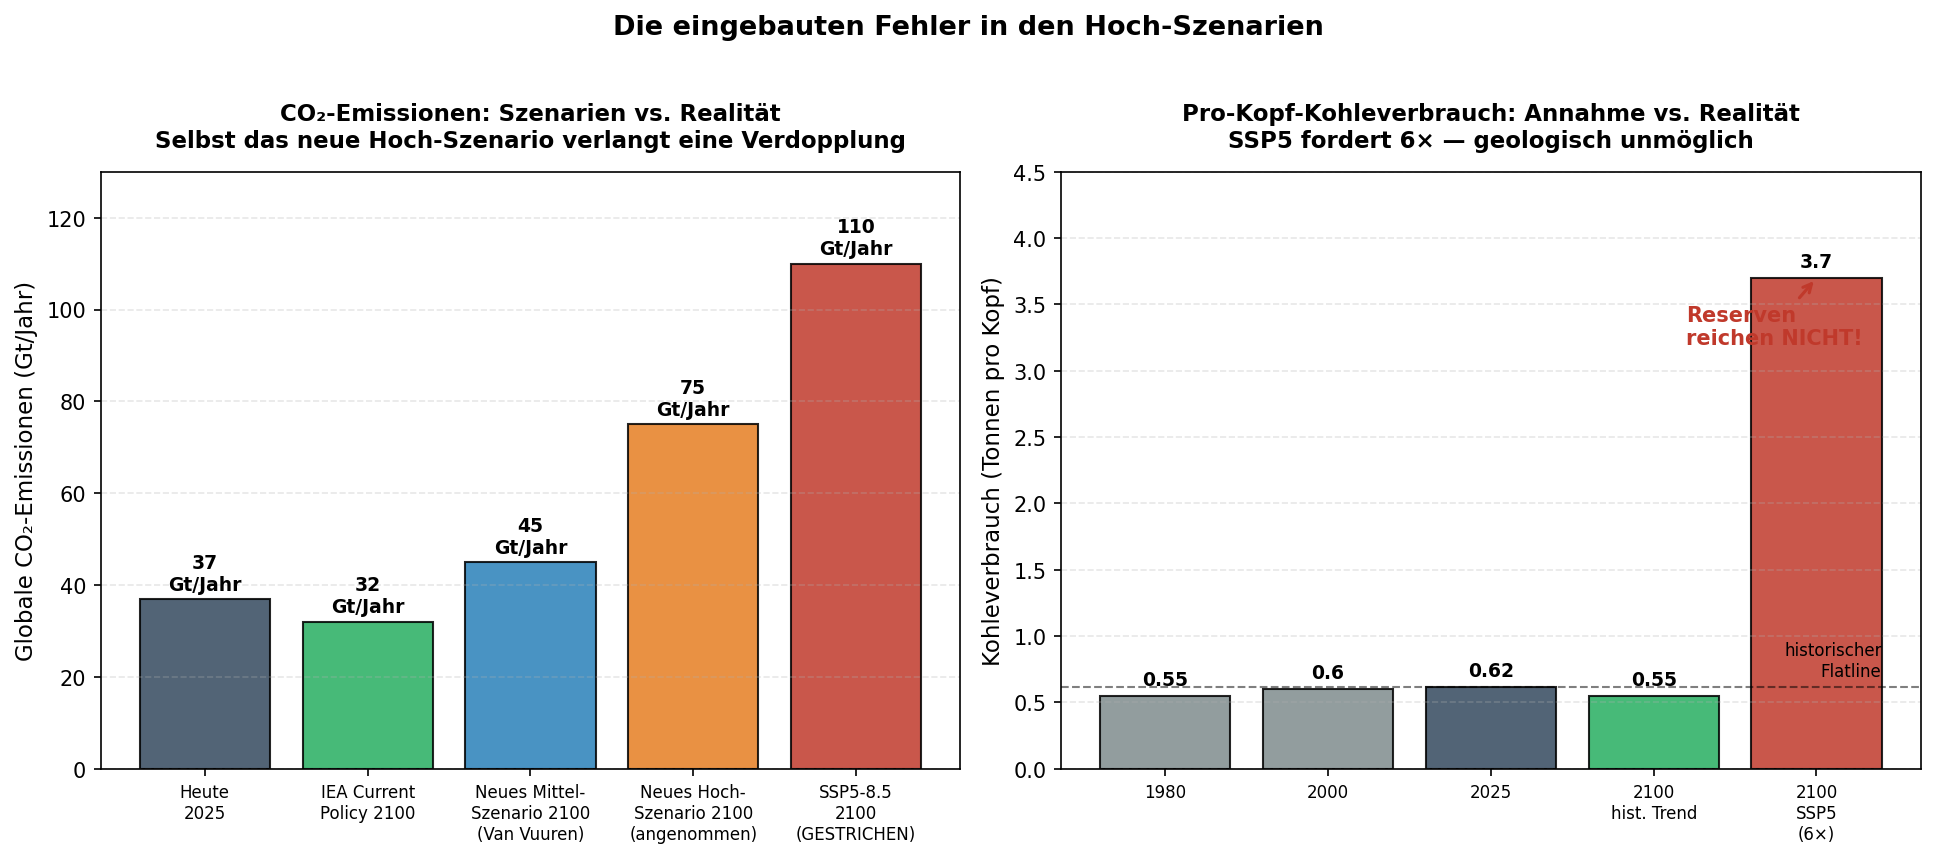 Die eingebauten Fehler in den Hoch-Szenarien
CO₂-Emissionen: Szenarien vs. Realität
Selbst das neue Hoch-Szenario verlangt eine Verdopplung
Globale CO₂-Emissionen (Gt/Jahr)
120
100
80
60
40
20
0
37
Gt/Jahr
32
Gt/Jahr
45
Gt/Jahr
75
Gt/Jahr
110
Gt/Jahr
Heute
2025
IEA Current
Policy 2100
Neues Mittel-
Szenario 2100
(Van Vuuren)
Neues Hoch-
Szenario 2100
(angenommen)
SSP5-8.5
2100
(GESTRICHEN)
Pro-Kopf-Kohleverbrauch: Annahme vs. Realität
SSP5 fordert 6× — geologisch unmöglich
Kohleverbrauch (Tonnen pro Kopf)
4.5
4.0
3.5
3.0
2.5
2.0
1.5
1.0
0.5
0.0
0.55
0.6
0.62
0.55
3.7
Reserven
reichen NICHT!
historischer
Flatline
1980
2000
2025
2100
hist. Trend
2100
SSP5
(6×)